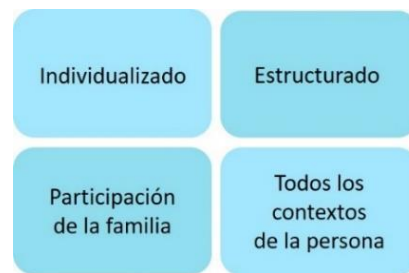 Individualizado
Estructurado
Participación
de la familia
Todos los
contextos
de la persona